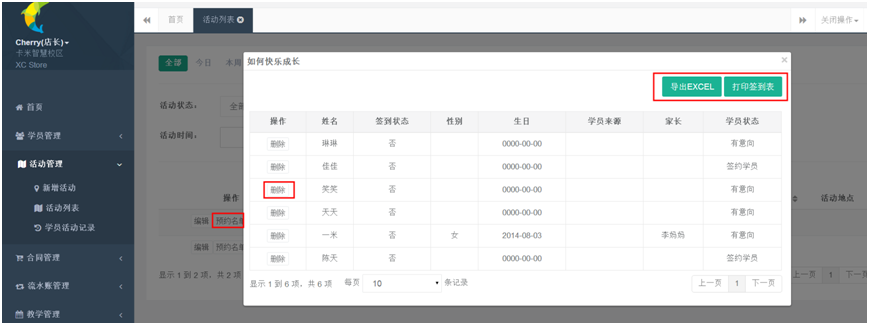 Cherry(店长)
卡米智慧校区
XC Store
首页
学员管理
活动管理
新增活动
活动列表
学员活动记录
合同管理
流水账管理
教学管理
首页 活动列表 关闭操作
全部 今日 本周
活动状态：
活动时间：
操作 活动地点
编辑 预约名单
编辑 预约名单
显示 1 到 2 项，共 2 项 上一页 1 下一页
如何快乐成长 ×
导出EXCEL 打印签到表
操作 姓名 签到状态 性别 生日 学员来源 家长 学员状态
删除 琳琳 否 0000-00-00 有意向
删除 佳佳 否 0000-00-00 签约学员
删除 笑笑 否 0000-00-00 有意向
删除 天天 否 0000-00-00 有意向
删除 一米 否 女 2014-08-03 李妈妈 有意向
删除 陈天 否 0000-00-00 签约学员
显示 1 到 6 项，共 6 项 每页 10 条记录 上一页 1 下一页